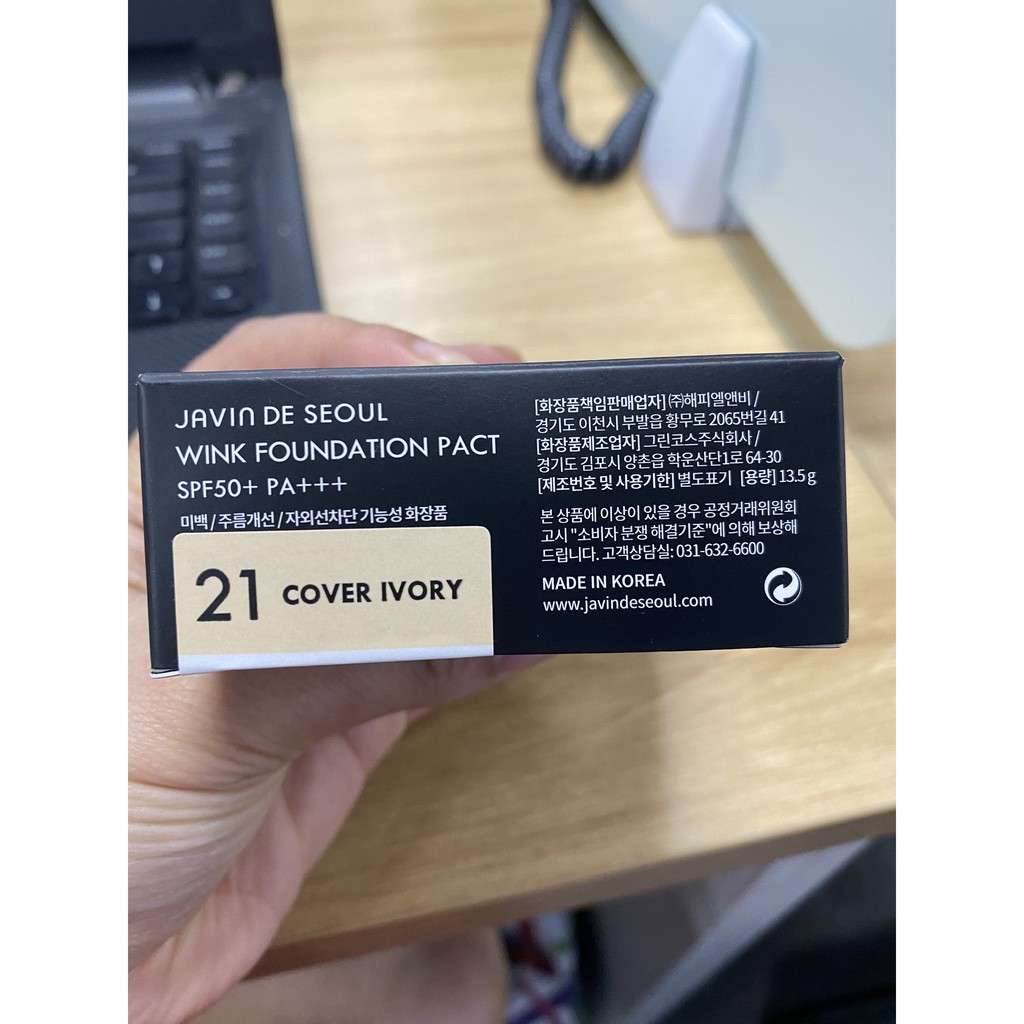 JAVIN DE SEOUL
WINK FOUNDATION PACT
SPF50+ PA+++
미백 / 주름개선 / 자외선차단 기능성 화장품
21 COVER IVORY
[화장품책임판매업자] ㈜해피엘앤비 /
경기도 이천시 부발읍 황무로 2065번길 41
[화장품제조업자] 그린코스주식회사 /
경기도 김포시 양촌읍 학운산단1로 64-30
[제조번호 및 사용기한] 별도표기 [용량] 13.5 g
본 상품에 이상이 있을 경우 공정거래위원회
고시 "소비자 분쟁 해결기준"에 의해 보상해
드립니다. 고객상담실: 031-632-6600
MADE IN KOREA
www.javindeseoul.com